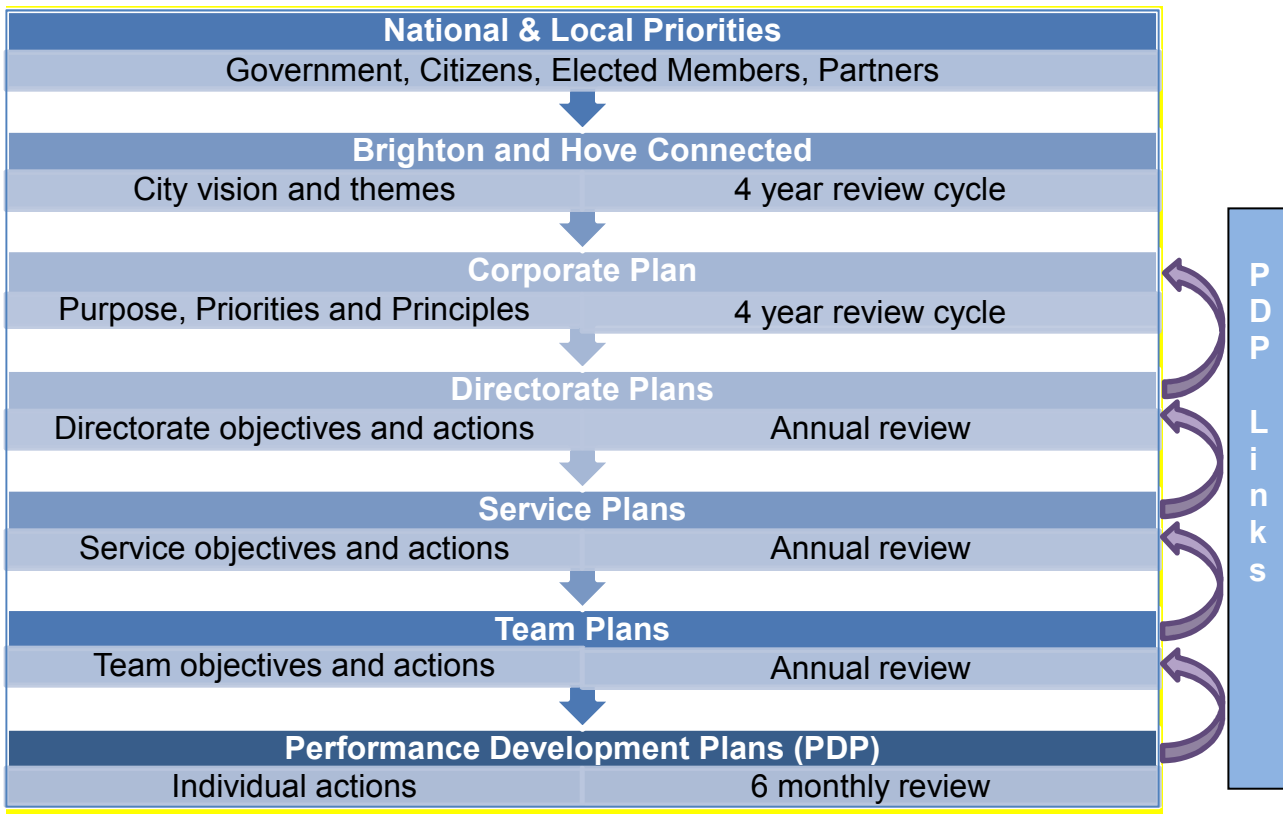 National & Local Priorities
Government, Citizens, Elected Members, Partners
Brighton and Hove Connected
City vision and themes
4 year review cycle
Corporate Plan
Purpose, Priorities and Principles
4 year review cycle
Directorate Plans
Directorate objectives and actions
Annual review
Service Plans
Service objectives and actions
Annual review
Team Plans
Team objectives and actions
Annual review
Performance Development Plans (PDP)
Individual actions
6 monthly review
PDP Links